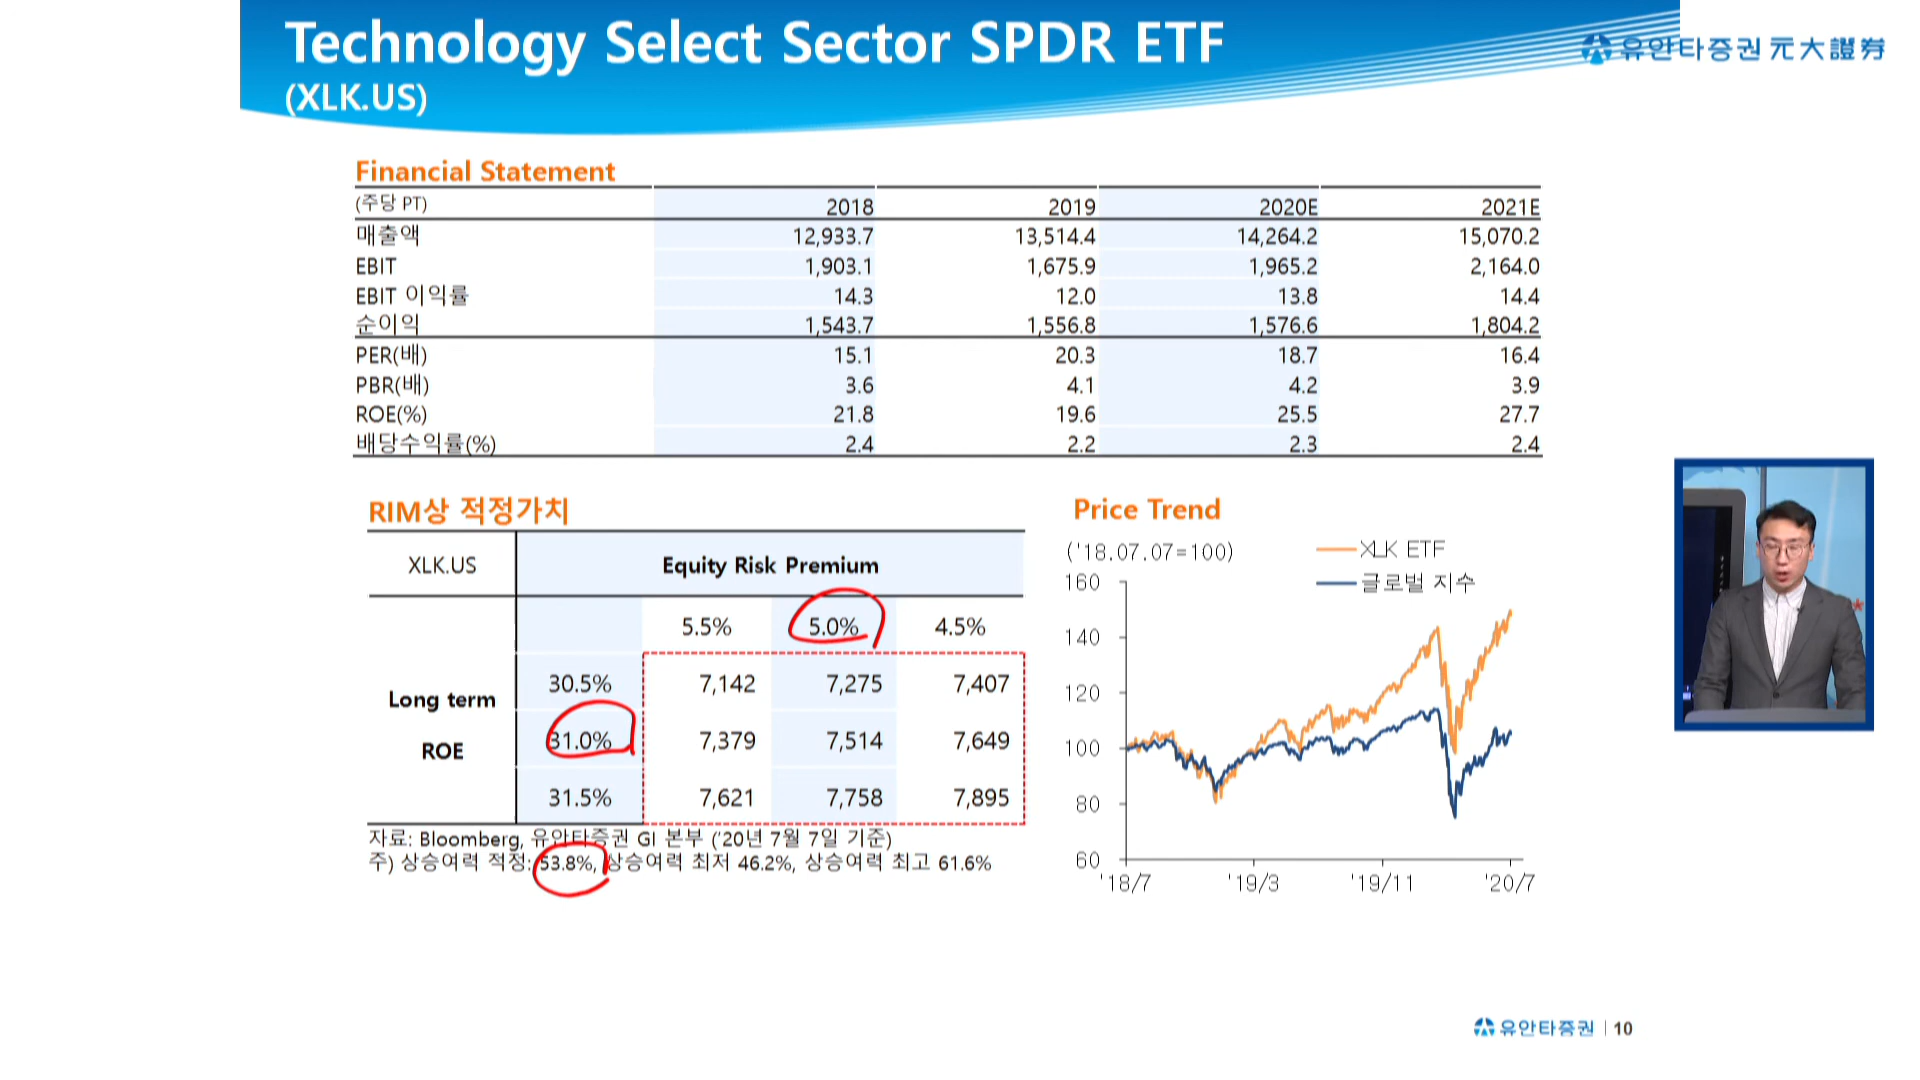 Technology Select Sector SPDR ETF
(XLK.US)
유안타증권 元大證券
Financial Statement
(주당 PT) 2018 2019 2020E 2021E
매출액 12,933.7 13,514.4 14,264.2 15,070.2
EBIT 1,903.1 1,675.9 1,965.2 2,164.0
EBIT 이익률 14.3 12.0 13.8 14.4
순이익 1,543.7 1,556.8 1,576.6 1,804.2
PER(배) 15.1 20.3 18.7 16.4
PBR(배) 3.6 4.1 4.2 3.9
ROE(%) 21.8 19.6 25.5 27.7
배당수익률(%) 2.4 2.2 2.3 2.4
RIM상 적정가치
XLK.US Equity Risk Premium
5.5% 5.0% 4.5%
Long term ROE
30.5% 7,142 7,275 7,407
31.0% 7,379 7,514 7,649
31.5% 7,621 7,758 7,895
자료: Bloomberg, 유안타증권 GI 본부 ('20년 7월 7일 기준)
주) 상승여력 적정: 53.8%, 상승여력 최저 46.2%, 상승여력 최고 61.6%
Price Trend
('18.07.07=100)
XLK ETF
글로벌 지수
160
140
120
100
80
60
'18/7 '19/3 '19/11 '20/7
유안타증권 | 10